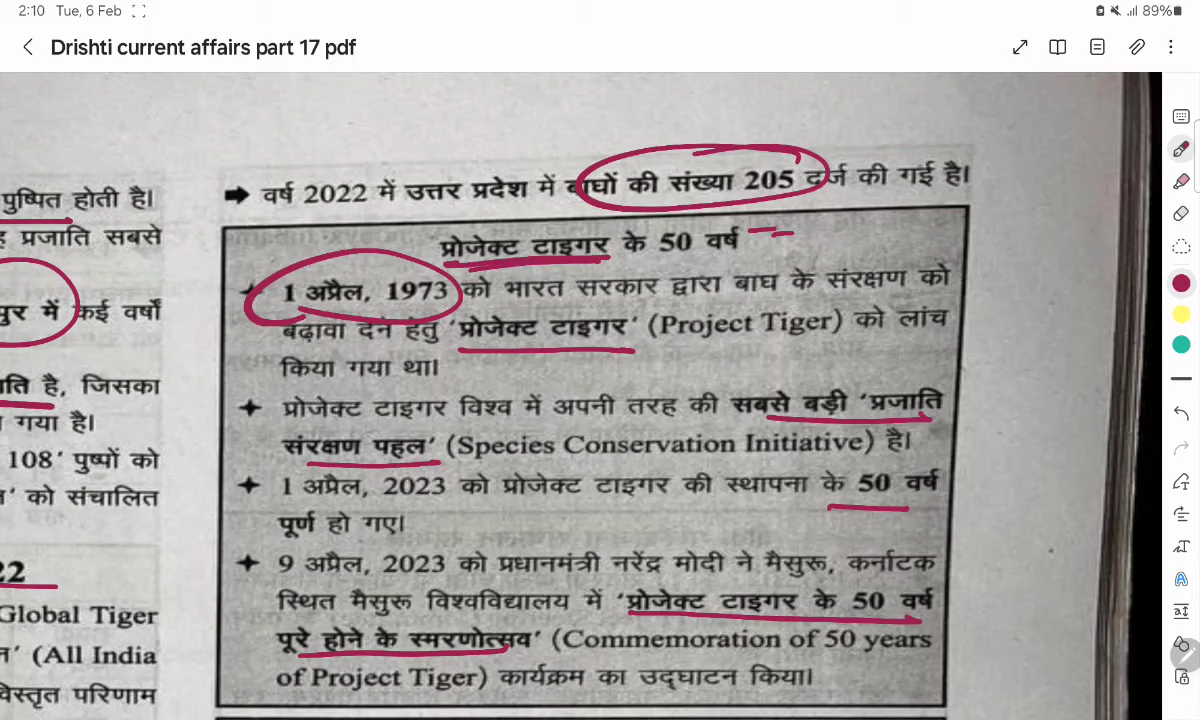 2:10 Tue, 6 Feb
89%
Drishti current affairs part 17 pdf
पुष्पित होती है।
प्रजाति सबसे
पुर में कई वर्षों
है, जिसका
गया है।
108' पुष्पों को
को संचालित
22
Global Tiger
(All India
विस्तृत परिणाम
➡ वर्ष 2022 में उत्तर प्रदेश में बाघों की संख्या 205 दर्ज की गई है।
प्रोजेक्ट टाइगर के 50 वर्ष
1 अप्रैल, 1973 को भारत सरकार द्वारा बाघ के संरक्षण को
बढ़ावा देने हेतु 'प्रोजेक्ट टाइगर' (Project Tiger) को लांच
किया गया था।
✦ प्रोजेक्ट टाइगर विश्व में अपनी तरह की सबसे बड़ी 'प्रजाति
संरक्षण पहल' (Species Conservation Initiative) है।
✦ 1 अप्रैल, 2023 को प्रोजेक्ट टाइगर की स्थापना के 50 वर्ष
पूर्ण हो गए।
✦ 9 अप्रैल, 2023 को प्रधानमंत्री नरेंद्र मोदी ने मैसुरू, कर्नाटक
स्थित मैसुरू विश्वविद्यालय में 'प्रोजेक्ट टाइगर के 50 वर्ष
पूरे होने के स्मरणोत्सव' (Commemoration of 50 years
of Project Tiger) कार्यक्रम का उद्घाटन किया।